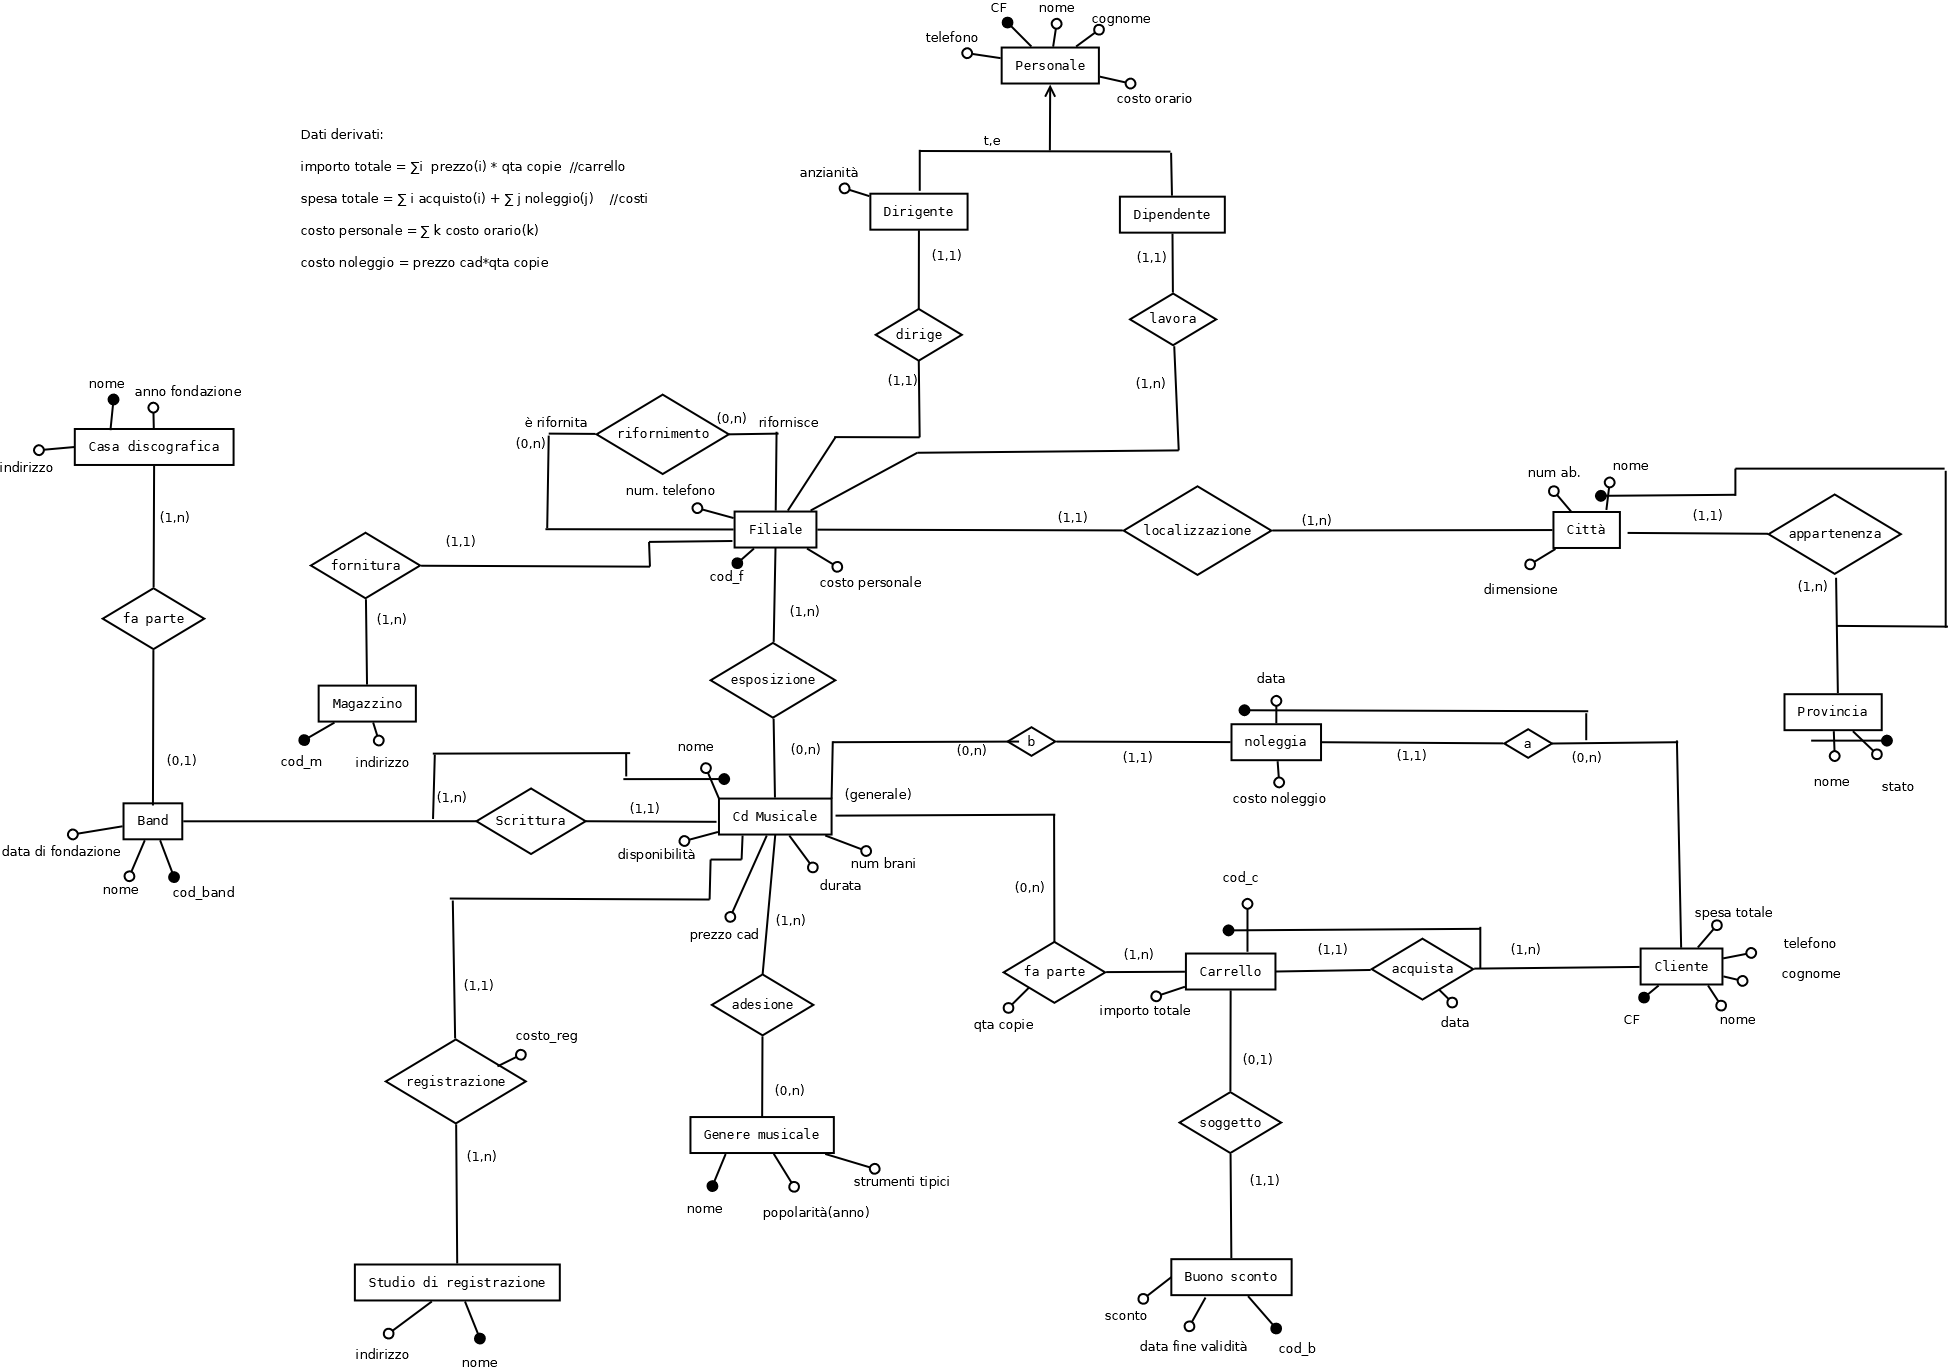 CF
nome
cognome
telefono
Personale
costo orario
Dati derivati:
t,e
importo totale = ∑i  prezzo(i) * qta copie  //carrello
anzianità
spesa totale = ∑ i acquisto(i) + ∑ j noleggio(j)    //costi
Dirigente
Dipendente
costo personale = ∑ k costo orario(k)
(1,1)
(1,1)
costo noleggio = prezzo cad*qta copie
lavora
dirige
nome
anno fondazione
(1,1)
(1,n)
è rifornita
(0,n)
rifornisce
rifornimento
(0,n)
Casa discografica
indirizzo
num ab.
nome
num. telefono
(1,n)
(1,1)
(1,n)
(1,1)
Filiale
localizzazione
Città
appartenenza
(1,1)
fornitura
cod_f
costo personale
dimensione
(1,n)
(1,n)
fa parte
(1,n)
esposizione
data
Magazzino
Provincia
nome
(0,n)
(0,n)
b
(1,1)
noleggia
(1,1)
a
(0,n)
(0,1)
cod_m
indirizzo
nome
stato
(1,n)
(generale)
costo noleggio
(1,1)
Band
Scrittura
Cd Musicale
data di fondazione
disponibilità
num brani
nome
cod_band
durata
(0,n)
cod_c
prezzo cad
(1,n)
spesa totale
telefono
(1,n)
(1,1)
(1,n)
fa parte
Carrello
acquista
Cliente
cognome
(1,1)
adesione
importo totale
qta copie
data
CF
nome
costo_reg
(0,1)
registrazione
(0,n)
soggetto
Genere musicale
(1,n)
strumenti tipici
(1,1)
nome
popolarità(anno)
Studio di registrazione
Buono sconto
sconto
indirizzo
nome
data fine validità
cod_b